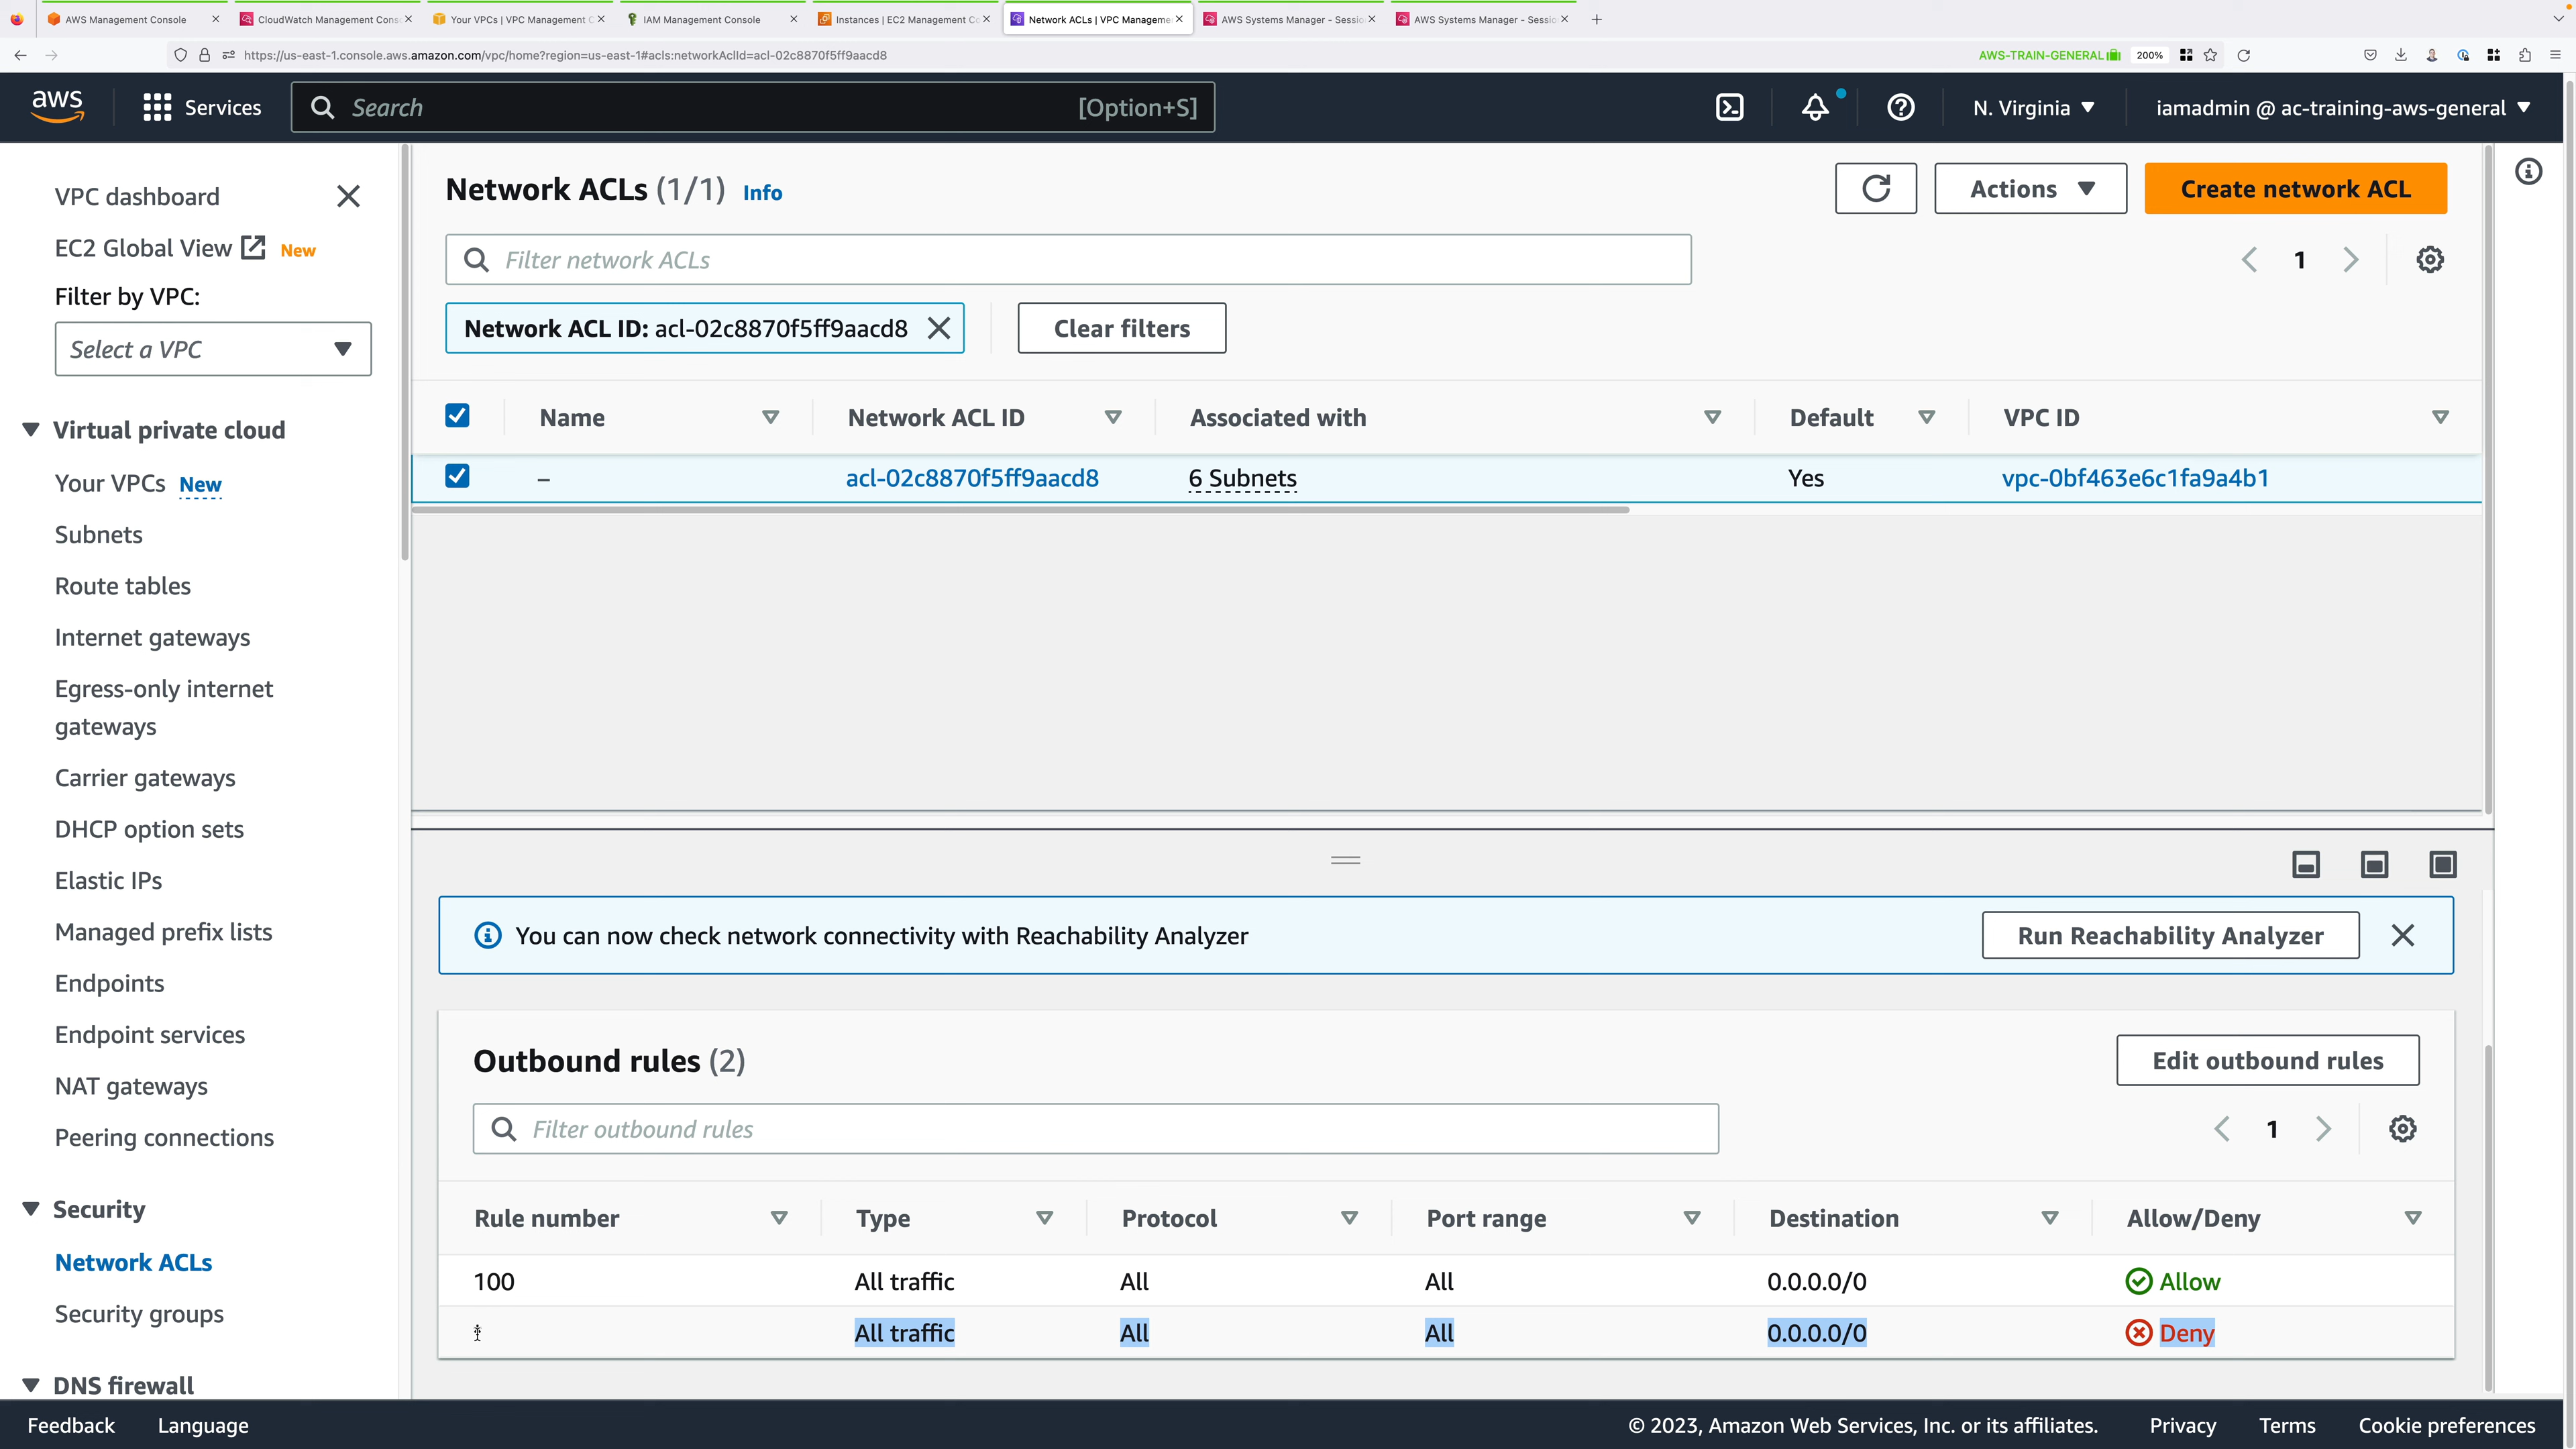 AWS Management Console
CloudWatch Management Cons
Your VPCs | VPC Management C
IAM Management Console
Instances | EC2 Management Co
Network ACLs | VPC Manageme
AWS Systems Manager - Sessio
AWS Systems Manager - Sessio
https://us-east-1.console.aws.amazon.com/vpc/home?region=us-east-1#acls:networkAclId=acl-02c8870f5ff9aacd8
AWS-TRAIN-GENERAL
200%
aws
Services
Search
[Option+S]
N. Virginia
iamadmin @ ac-training-aws-general
VPC dashboard
EC2 Global View New
Filter by VPC:
Select a VPC
Virtual private cloud
Your VPCs New
Subnets
Route tables
Internet gateways
Egress-only internet
gateways
Carrier gateways
DHCP option sets
Elastic IPs
Managed prefix lists
Endpoints
Endpoint services
NAT gateways
Peering connections
Security
Network ACLs
Security groups
DNS firewall
Network ACLs (1/1) Info
Actions
Create network ACL
Filter network ACLs
1
Network ACL ID: acl-02c8870f5ff9aacd8
Clear filters
Name Network ACL ID Associated with Default VPC ID
– acl-02c8870f5ff9aacd8 6 Subnets Yes vpc-0bf463e6c1fa9a4b1
You can now check network connectivity with Reachability Analyzer
Run Reachability Analyzer
Outbound rules (2)
Edit outbound rules
Filter outbound rules
1
Rule number Type Protocol Port range Destination Allow/Deny
100 All traffic All All 0.0.0.0/0 Allow
All traffic All All 0.0.0.0/0 Deny
Feedback
Language
© 2023, Amazon Web Services, Inc. or its affiliates.
Privacy
Terms
Cookie preferences